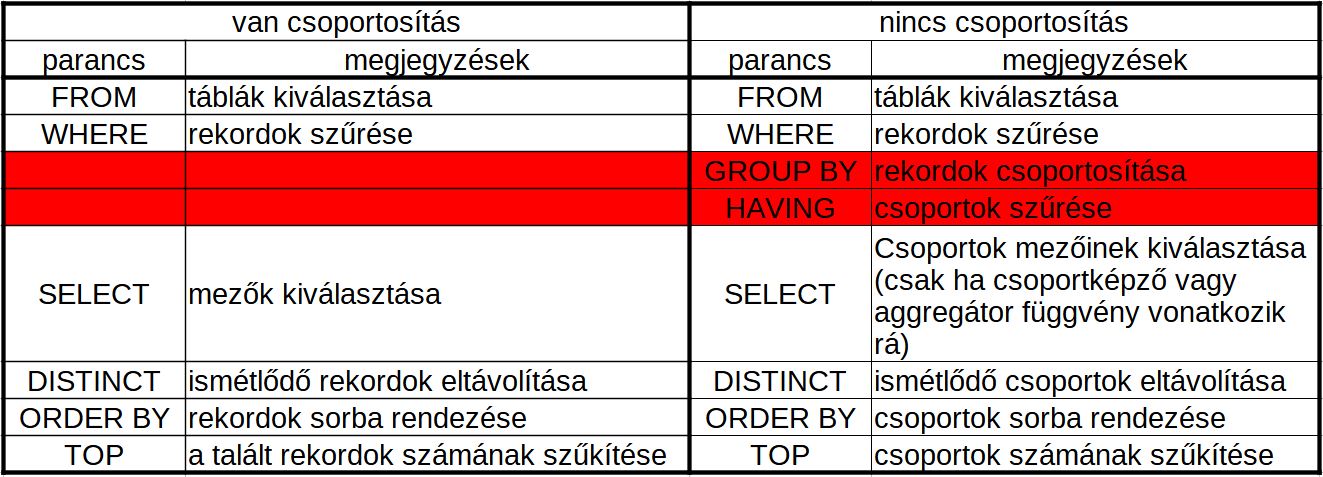 van csoportosítás nincs csoportosítás
parancs megjegyzések parancs megjegyzések
FROM táblák kiválasztása FROM táblák kiválasztása
WHERE rekordok szűrése WHERE rekordok szűrése
GROUP BY rekordok csoportosítása
HAVING csoportok szűrése
SELECT mezők kiválasztása SELECT Csoportok mezőinek kiválasztása
(csak ha csoportképző vagy
aggregátor függvény vonatkozik
rá)
DISTINCT ismétlődő rekordok eltávolítása DISTINCT ismétlődő csoportok eltávolítása
ORDER BY rekordok sorba rendezése ORDER BY csoportok sorba rendezése
TOP a talált rekordok számának szűkítése TOP csoportok számának szűkítése